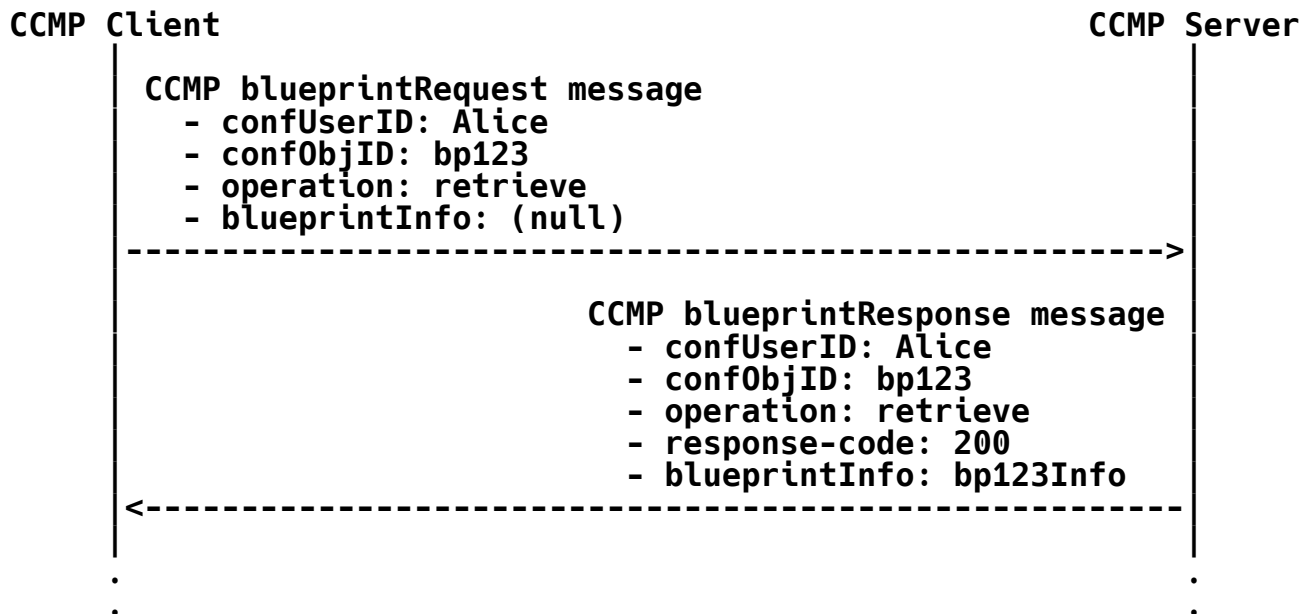 CCMP Client CCMP Server
CCMP blueprintRequest message
- confUserID: Alice
- confObjID: bp123
- operation: retrieve
- blueprintInfo: (null)
CCMP blueprintResponse message
- confUserID: Alice
- confObjID: bp123
- operation: retrieve
- response-code: 200
- blueprintInfo: bp123Info